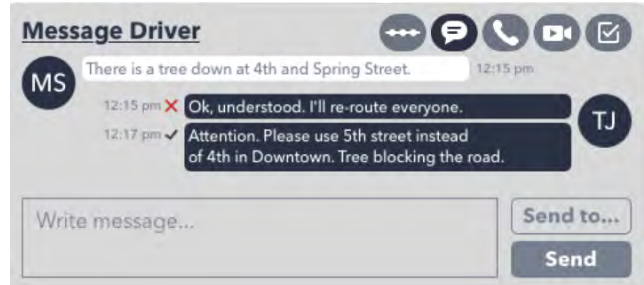 Message Driver
MS
There is a tree down at 4th and Spring Street.
12:15 pm
12:15 pm
Ok, understood. I'll re-route everyone.
12:17 pm
Attention. Please use 5th street instead
of 4th in Downtown. Tree blocking the road.
TJ
Write message...
Send to...
Send